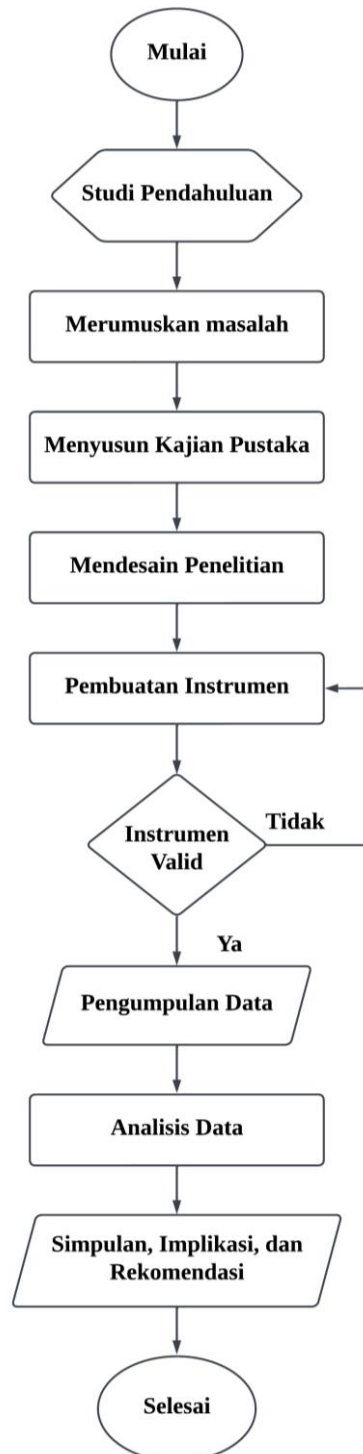 Mulai
Studi Pendahuluan
Merumuskan masalah
Menyusun Kajian Pustaka
Mendesain Penelitian
Pembuatan Instrumen
Instrumen
Valid
Tidak
Ya
Pengumpulan Data
Analisis Data
Simpulan, Implikasi, dan
Rekomendasi
Selesai